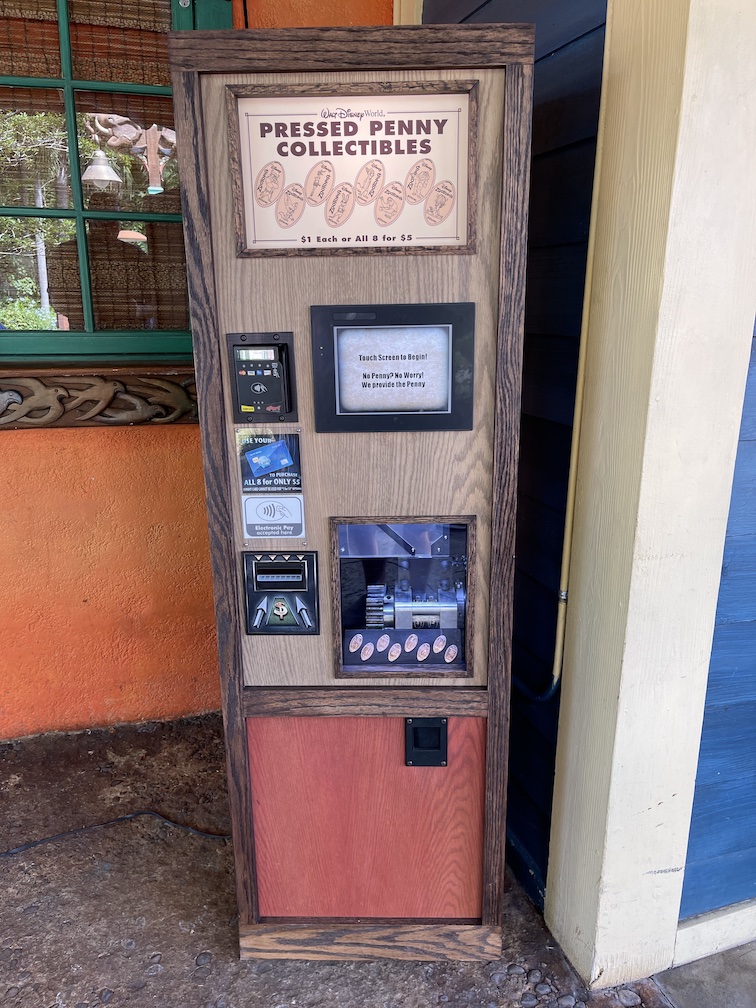 Walt Disney World®
PRESSED PENNY
COLLECTIBLES
$1 Each or All 8 for $5
Touch Screen to Begin!
No Penny? No Worry!
We provide the Penny
USE YOUR
TO PURCHASE
ALL 8 for ONLY $5
Electronic Pay
accepted here
$